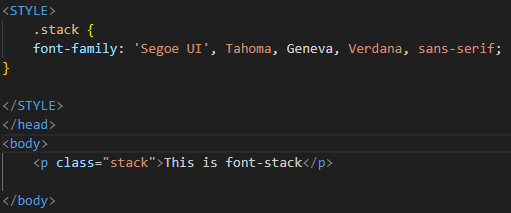 <STYLE>
.stack {
font-family: 'Segoe UI', Tahoma, Geneva, Verdana, sans-serif;
}
</STYLE>
</head>
<body>
<p class="stack">This is font-stack</p>
</body>